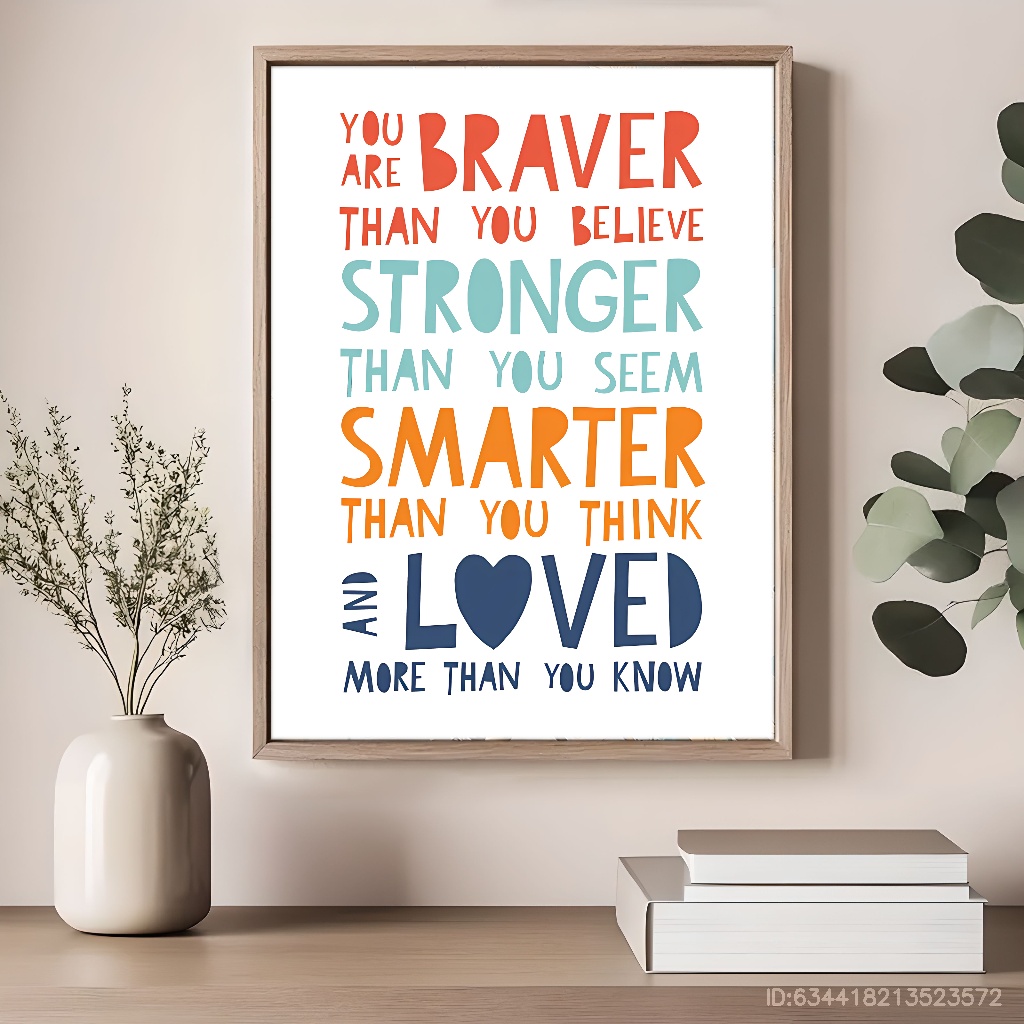 YOU
ARE BRAVER
THAN YOU BELIEVE
STRONGER
THAN YOU SEEM
SMARTER
THAN YOU THINK
AND LOVED
MORE THAN YOU KNOW
ID:634418213523572